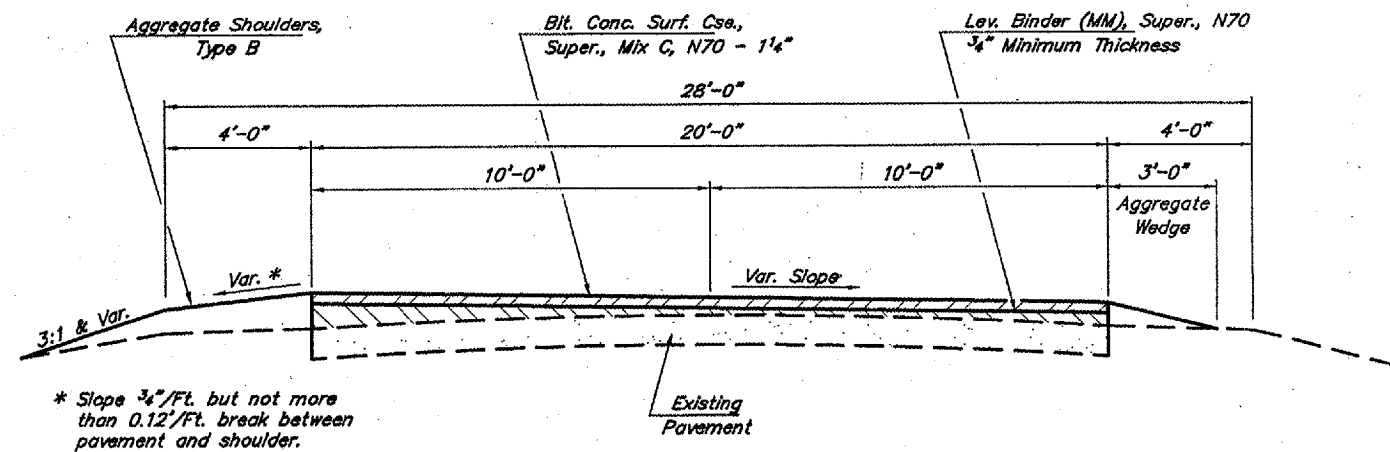 Aggregate Shoulders,
Type B
Bit. Conc. Surf. Cse.,
Super., Mix C, N70 - 1¼"
Lev. Binder (MM), Super., N70
¾" Minimum Thickness
28'-0"
4'-0"
20'-0"
4'-0"
10'-0"
10'-0"
3'-0"
Aggregate
Wedge
Var. *
Var. Slope
3:1 & Var.
* Slope ¾"/Ft. but not more
than 0.12'/Ft. break between
pavement and shoulder.
Existing
Pavement